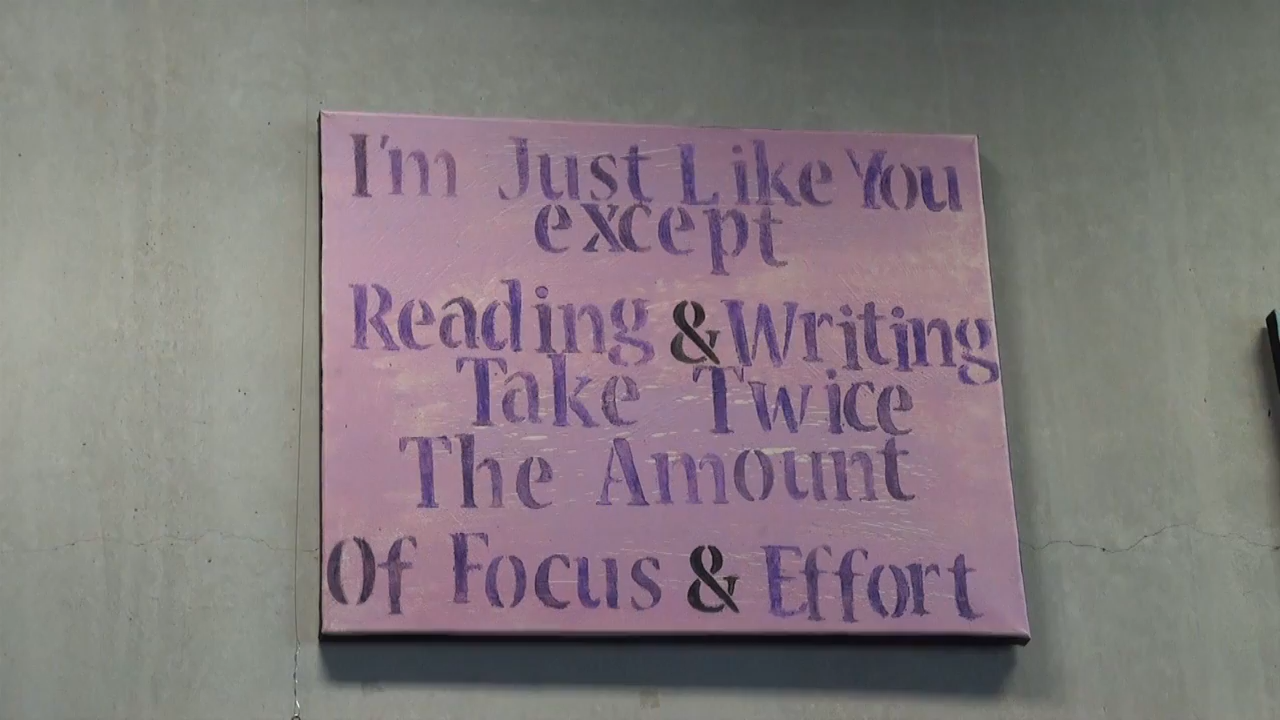 I'm Just Like You
except
Reading & Writing
Take Twice
The Amount
Of Focus & Effort